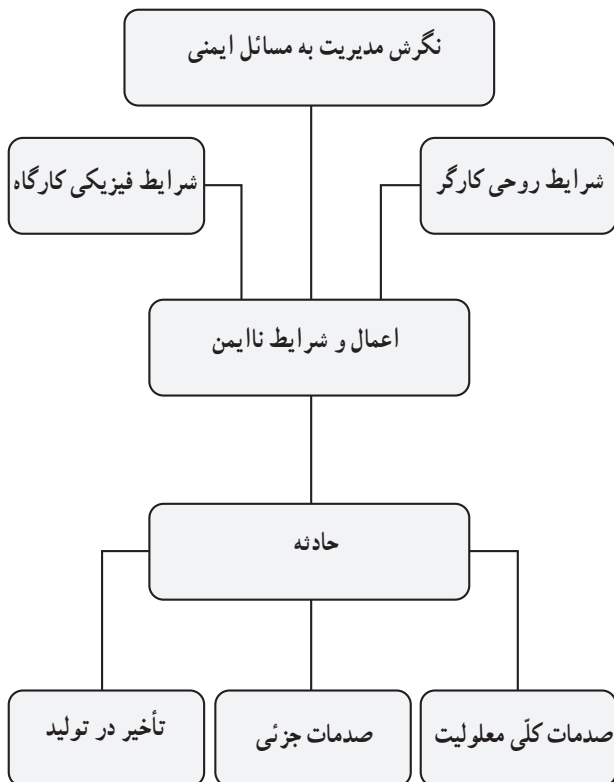 نگرش مدیریت به مسائل ایمنی
شرایط روحی کارگر
شرایط فیزیکی کارگاه
اعمال و شرایط ناایمن
حادثه
صدمات کلّی معلولیت
صدمات جزئی
تأخیر در تولید